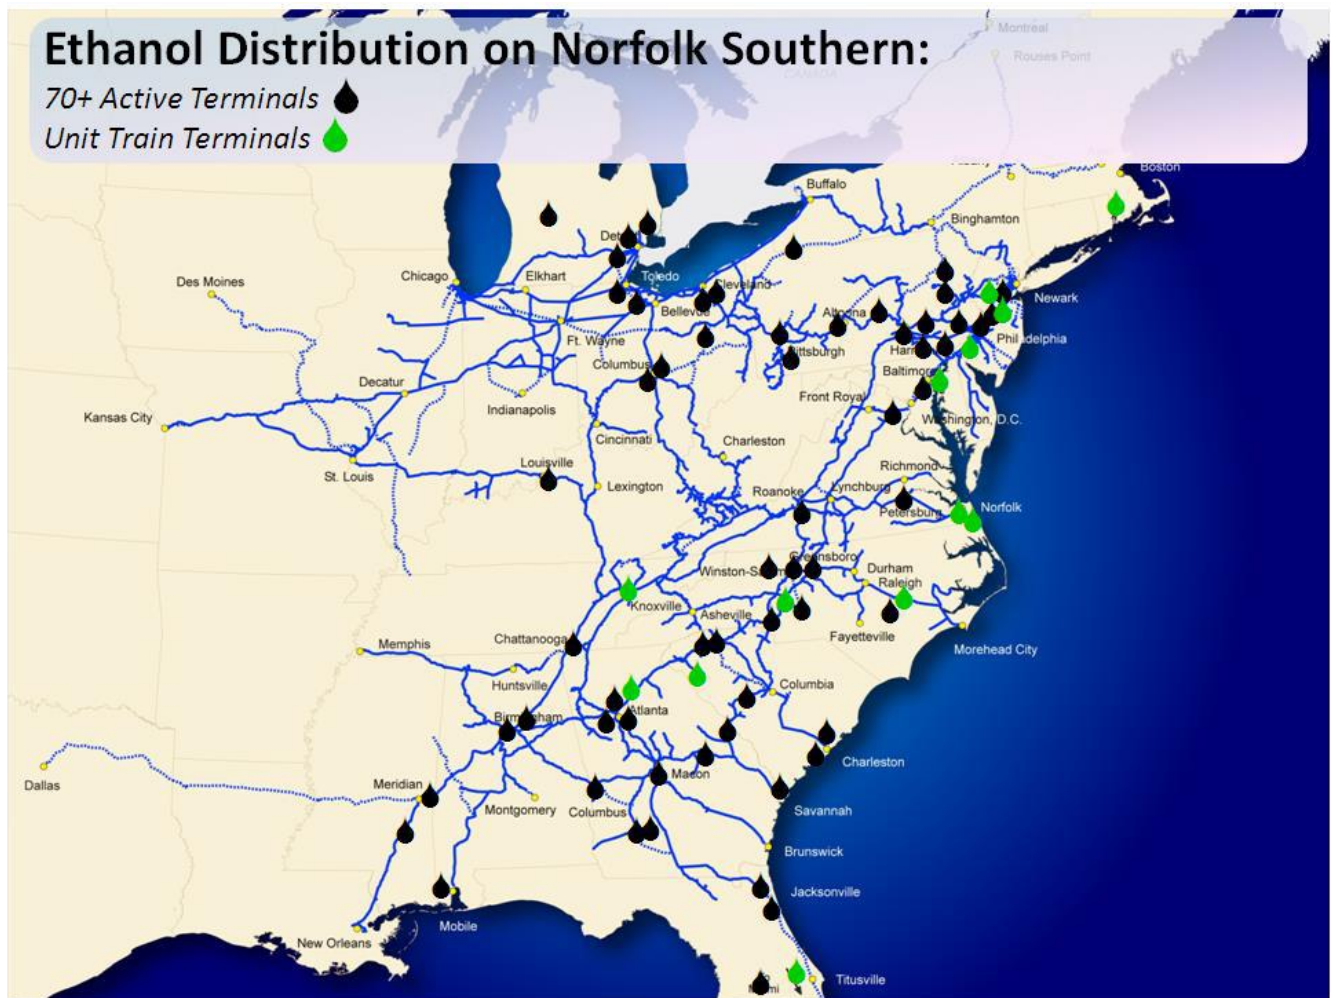 Ethanol Distribution on Norfolk Southern:
70+ Active Terminals
Unit Train Terminals
Montreal
Rouses Point
CANADA
Boston
Buffalo
Binghamton
Chicago
Elkhart
Toledo
Cleveland
Des Moines
Newark
Bellevue
Altoona
Ft. Wayne
Pittsburgh
Philadelphia
Columbus
Baltimore
Decatur
Indianapolis
Front Royal
Kansas City
Washington, D.C.
Cincinnati
Charleston
Louisville
St. Louis
Lexington
Richmond
Roanoke
Lynchburg
Petersburg
Norfolk
Greensboro
Winston-Salem
Durham
Raleigh
Knoxville
Asheville
Fayetteville
Chattanooga
Memphis
Morehead City
Huntsville
Columbia
Birmingham
Atlanta
Charleston
Macon
Dallas
Meridian
Montgomery
Columbus
Savannah
Brunswick
Jacksonville
Mobile
New Orleans
Titusville
Miami